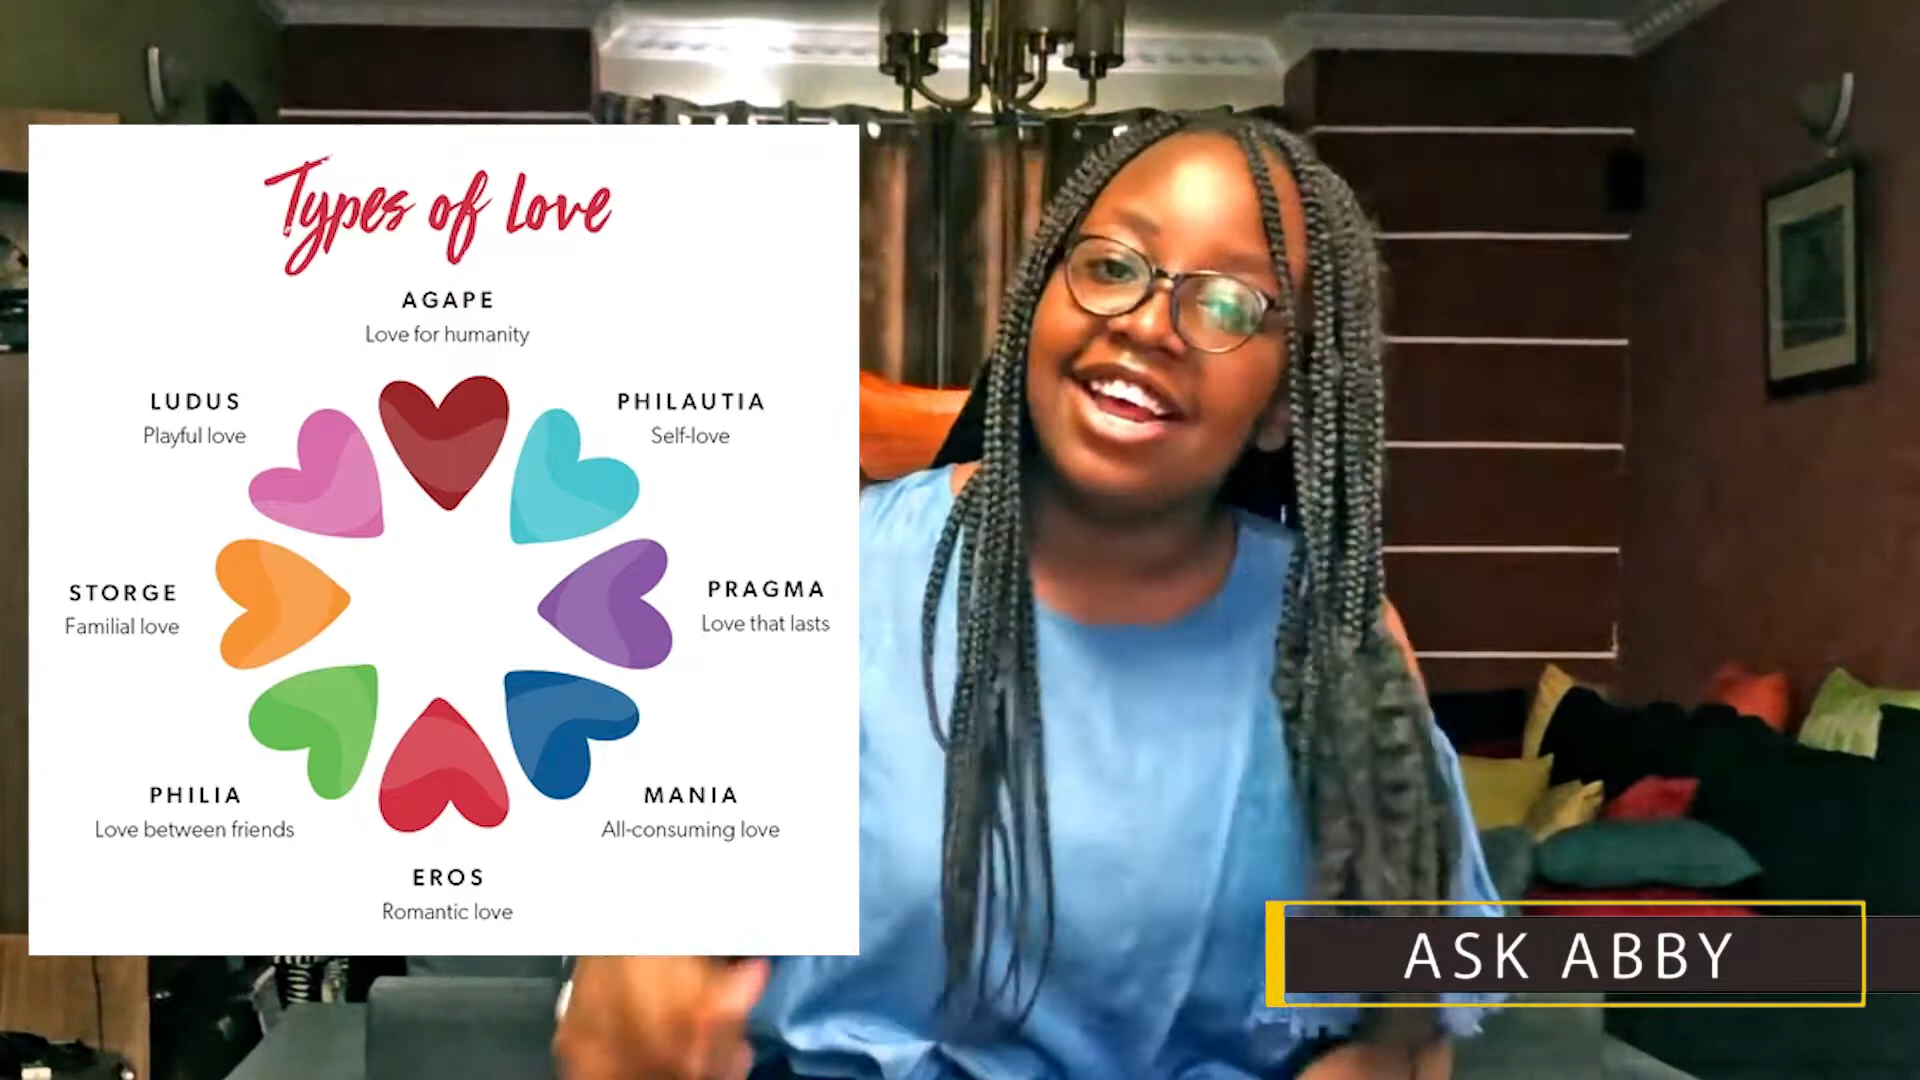 Types of Love
AGAPE
Love for humanity
LUDUS
Playful love
PHILAUTIA
Self-love
STORGE
Familial love
PRAGMA
Love that lasts
PHILIA
Love between friends
MANIA
All-consuming love
EROS
Romantic love
ASK ABBY